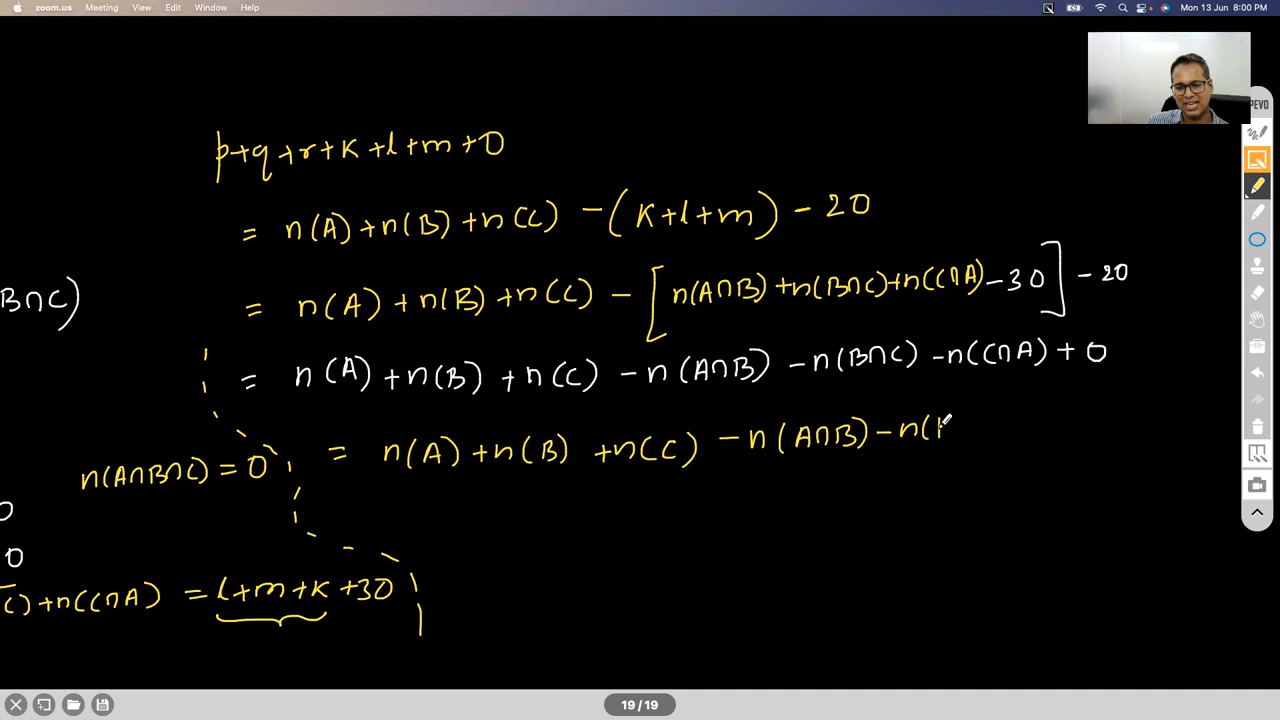 zoom.us Meeting View Edit Window Help Mon 13 Jun 8:00 PM
IPEVO
p+q+r+k+l+m+O
= n(A)+n(B)+n(C) -(k+l+m) - 2O
B∩C)
= n(A)+n(B)+n(C) - [n(A∩B)+n(B∩C)+n(C∩A)-3O] -2O
= n(A)+n(B)+n(C) -n(A∩B) -n(B∩C) -n(C∩A)+O
= n(A)+n(B)+n(C) -n(A∩B)-n(
n(A∩B∩C)=O
O
O
C)+n(C∩A) = l+m+k+3O
19/19